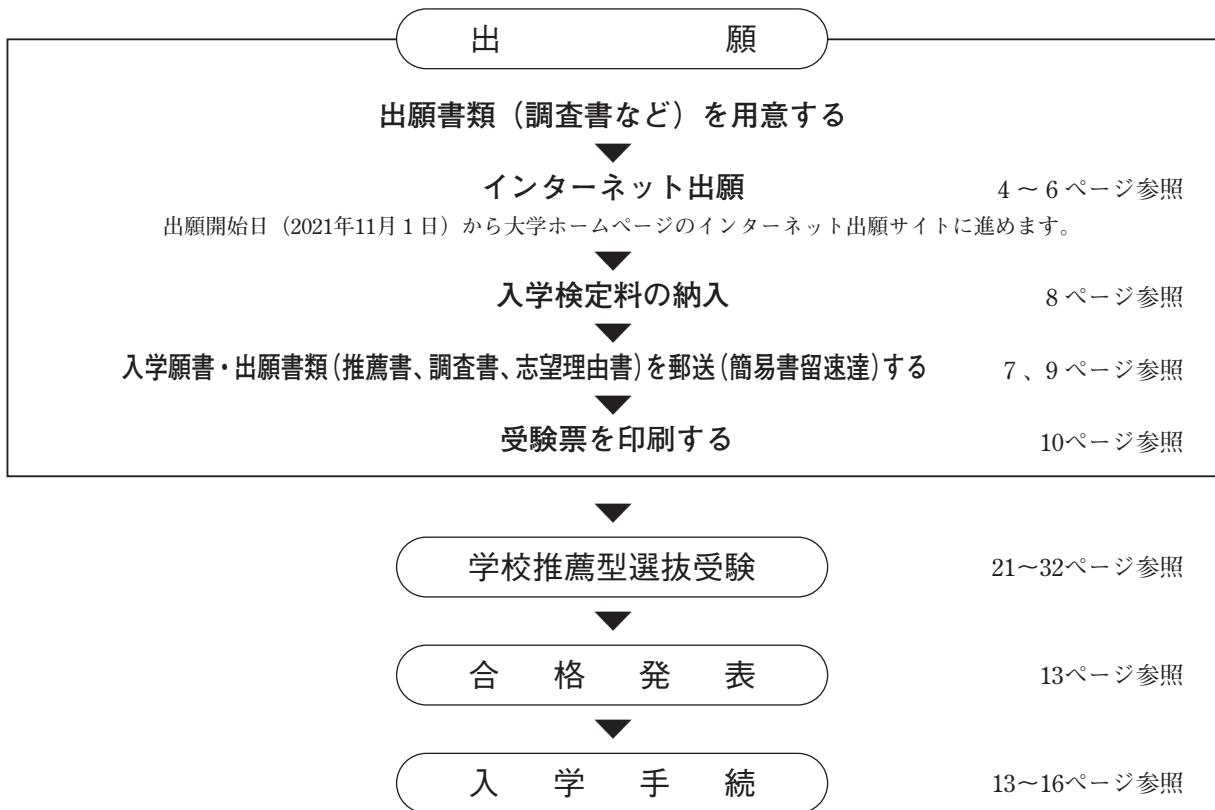 出願
出願書類（調査書など）を用意する
インターネット出願 4～6ページ参照
出願開始日（2021年11月1日）から大学ホームページのインターネット出願サイトに進めます。
入学検定料の納入 8ページ参照
入学願書・出願書類(推薦書、調査書、志望理由書)を郵送(簡易書留速達)する 7、9ページ参照
受験票を印刷する 10ページ参照
学校推薦型選抜受験 21～32ページ参照
合格発表 13ページ参照
入学手続 13～16ページ参照